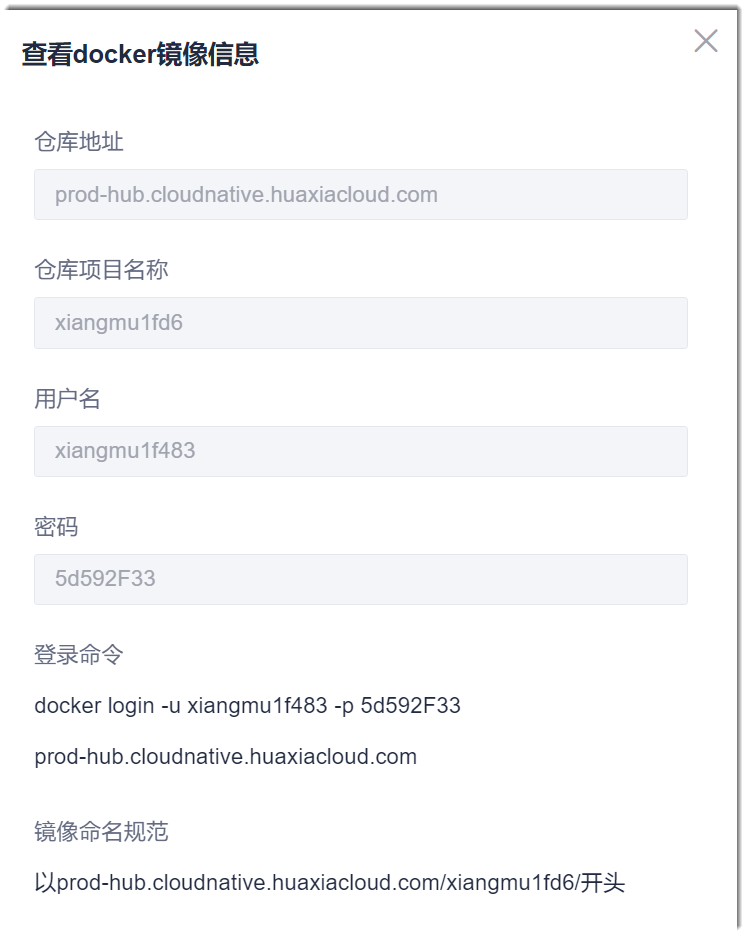 查看docker镜像信息
仓库地址
prod-hub.cloudnative.huaxiacloud.com
仓库项目名称
xiangmu1fd6
用户名
xiangmu1f483
密码
5d592F33
登录命令
docker login -u xiangmu1f483 -p 5d592F33
prod-hub.cloudnative.huaxiacloud.com
镜像命名规范
以prod-hub.cloudnative.huaxiacloud.com/xiangmu1fd6/开头